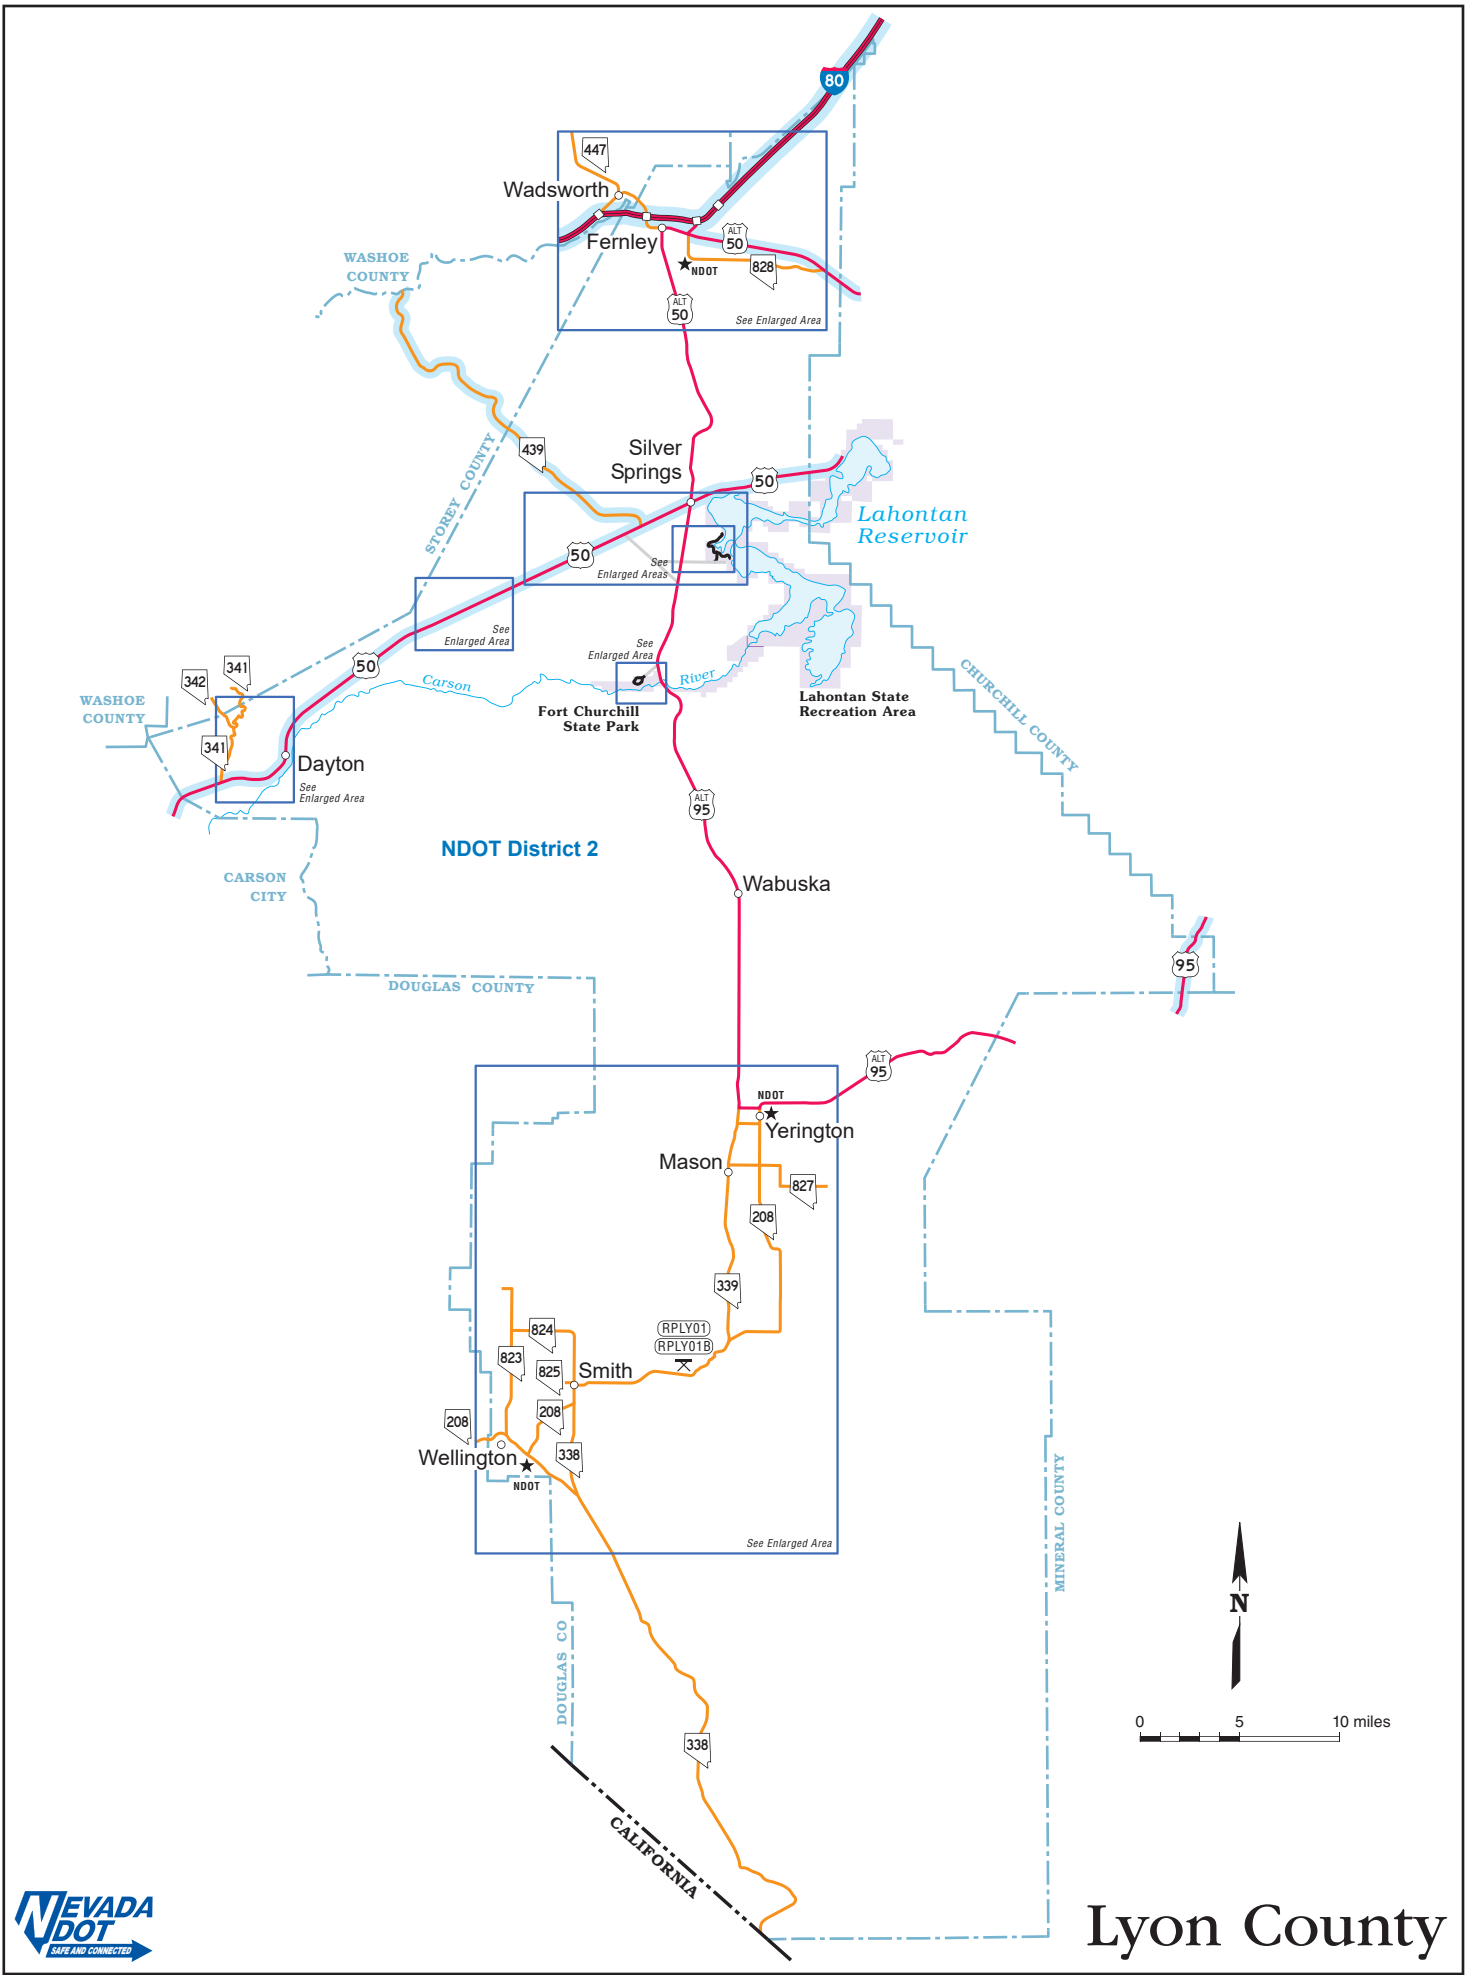 80
447
Wadsworth
Fernley
ALT
50
NDOT
828
ALT
50
See Enlarged Area
WASHOE
COUNTY
STOREY COUNTY
439
Silver
Springs
50
Lahontan
Reservoir
50
See
Enlarged Areas
See
Enlarged Area
See
Enlarged Area
50
341
342
341
WASHOE
COUNTY
Carson
River
Fort Churchill
State Park
Lahontan State
Recreation Area
CHURCHILL COUNTY
Dayton
See
Enlarged Area
ALT
95
NDOT District 2
CARSON
CITY
Wabuska
95
DOUGLAS COUNTY
ALT
95
NDOT
Yerington
Mason
827
208
339
RPLY01
RPLY01B
824
823
825
Smith
208
208
Wellington
338
NDOT
See Enlarged Area
MINERAL COUNTY
DOUGLAS CO
338
CALIFORNIA
N
0 5 10 miles
NEVADA
DOT
SAFE AND CONNECTED
Lyon County